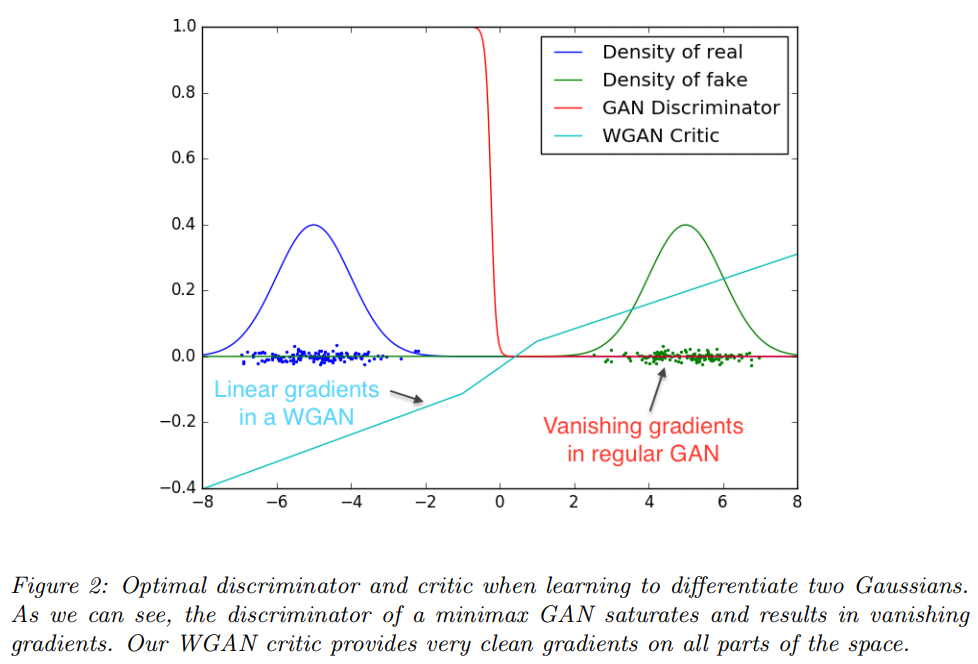 1.0
Density of real
Density of fake
GAN Discriminator
WGAN Critic
0.8
0.6
0.4
0.2
0.0
Linear gradients
in a WGAN
Vanishing gradients
in regular GAN
−0.2
−0.4
−8 −6 −4 −2 0 2 4 6 8
Figure 2: Optimal discriminator and critic when learning to differentiate two Gaussians.
As we can see, the discriminator of a minimax GAN saturates and results in vanishing
gradients. Our WGAN critic provides very clean gradients on all parts of the space.